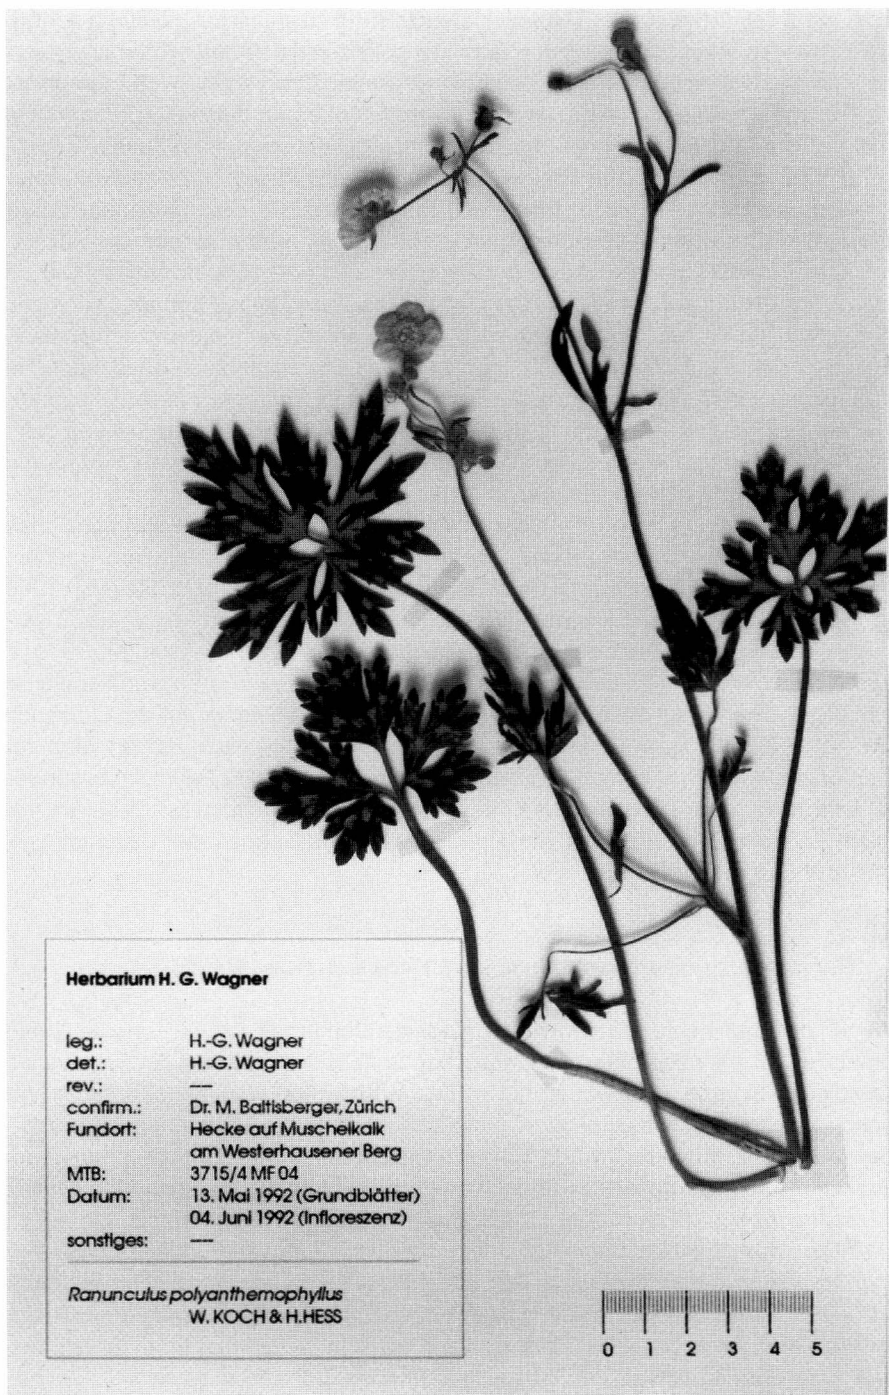 Herbarium H. G. Wagner
leg.: H.-G. Wagner
det.: H.-G. Wagner
rev.: —
confirm.: Dr. M. Baltisberger, Zürich
Fundort: Hecke auf Muschelkalk
am Westerhausener Berg
MTB: 3715/4 MF 04
Datum: 13. Mai 1992 (Grundblätter)
04. Juni 1992 (Infloreszenz)
sonstiges: —
Ranunculus polyanthemophyllus
W. KOCH & H.HESS
0 1 2 3 4 5